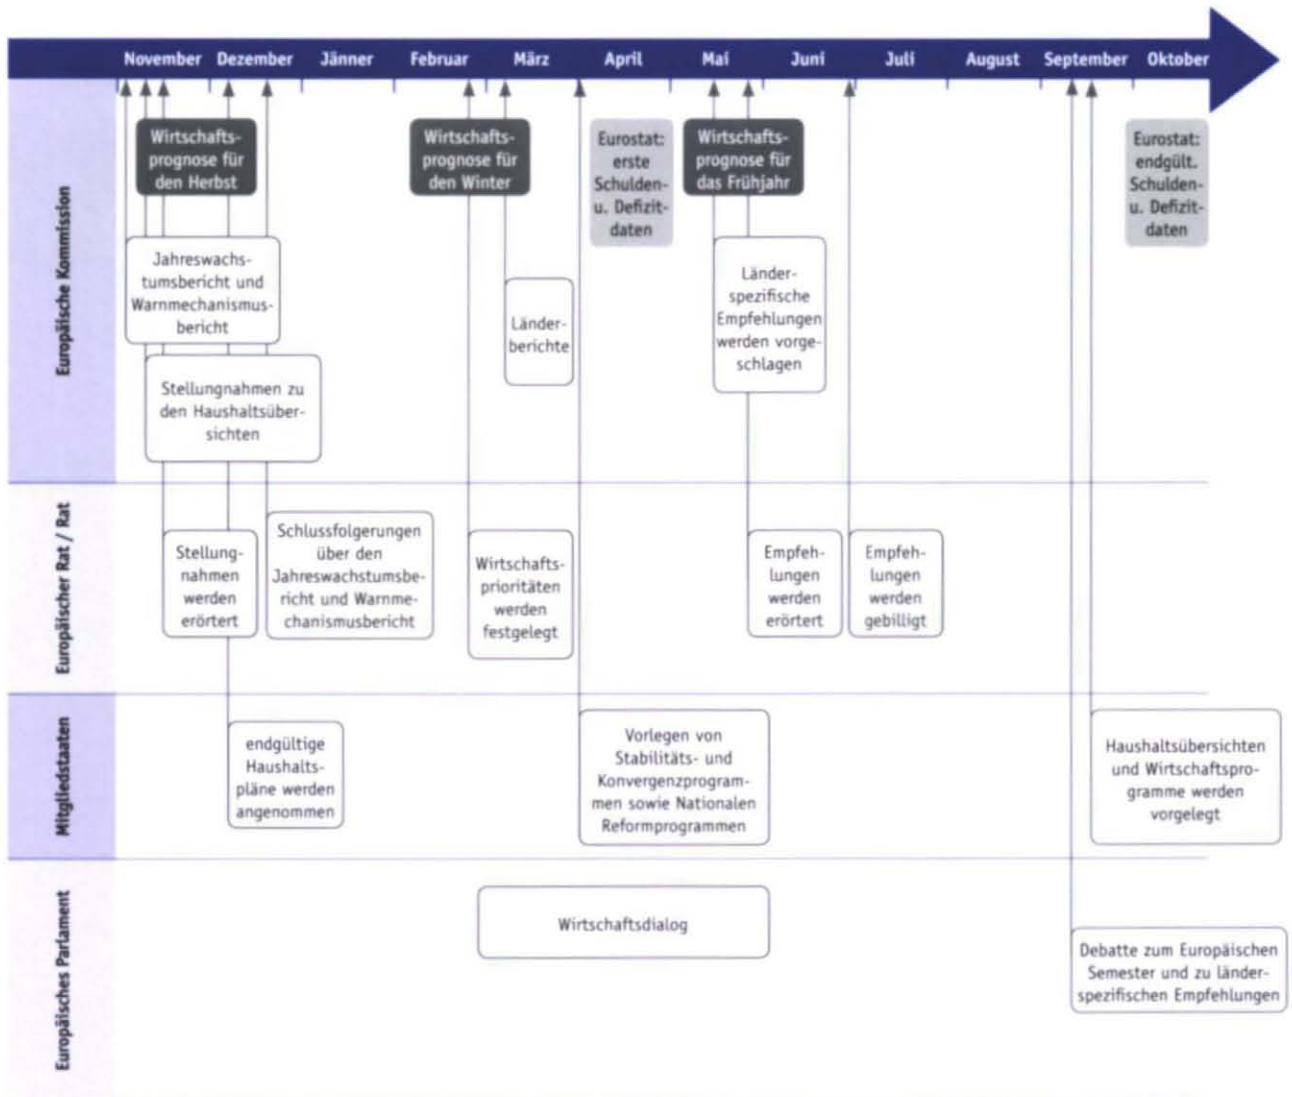 November Dezember Jänner Februar März April Mai Juni Juli August September Oktober
Europäische Kommission
Wirtschafts-
prognose für
den Herbst
Wirtschafts-
prognose für
den Winter
Eurostat:
erste
Schulden-
u. Defizit-
daten
Wirtschafts-
prognose für
das Frühjahr
Eurostat:
endgült.
Schulden-
u. Defizit-
daten
Jahreswachs-
tumsbericht und
Warnmechanismus-
bericht
Länder-
berichte
Länder-
spezifische
Empfehlungen
werden vorge-
schlagen
Stellungnahmen zu
den Haushaltsüber-
sichten
Europäischer Rat / Rat
Stellung-
nahmen
werden
erörtert
Schlussfolgerungen
über den
Jahreswachstumsbe-
richt und Warnme-
chanismusbericht
Wirtschafts-
prioritäten
werden
festgelegt
Empfeh-
lungen
werden
erörtert
Empfeh-
lungen
werden
gebilligt
Mitgliedstaaten
endgültige
Haushalts-
pläne werden
angenommen
Vorlegen von
Stabilitäts- und
Konvergenzprogram-
men sowie Nationalen
Reformprogrammen
Haushaltsübersichten
und Wirtschaftspro-
gramme werden
vorgelegt
Europäisches Parlament
Wirtschaftsdialog
Debatte zum Europäischen
Semester und zu länder-
spezifischen Empfehlungen